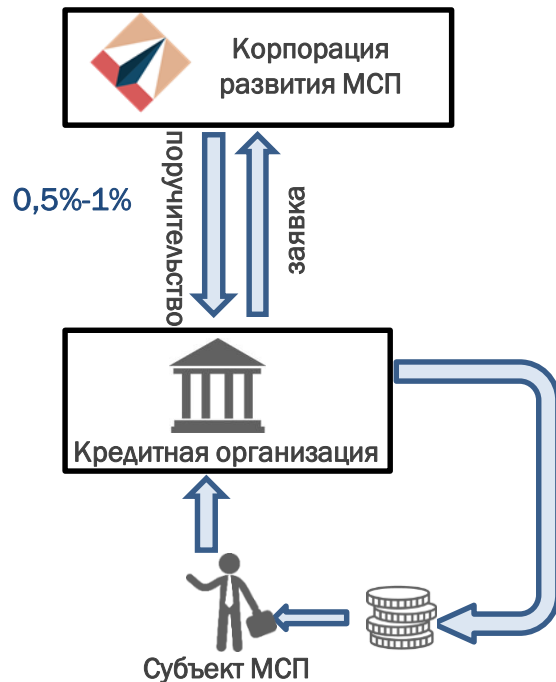 Корпорация
развития МСП
поручительство
заявка
0,5%-1%
Кредитная организация
Субъект МСП